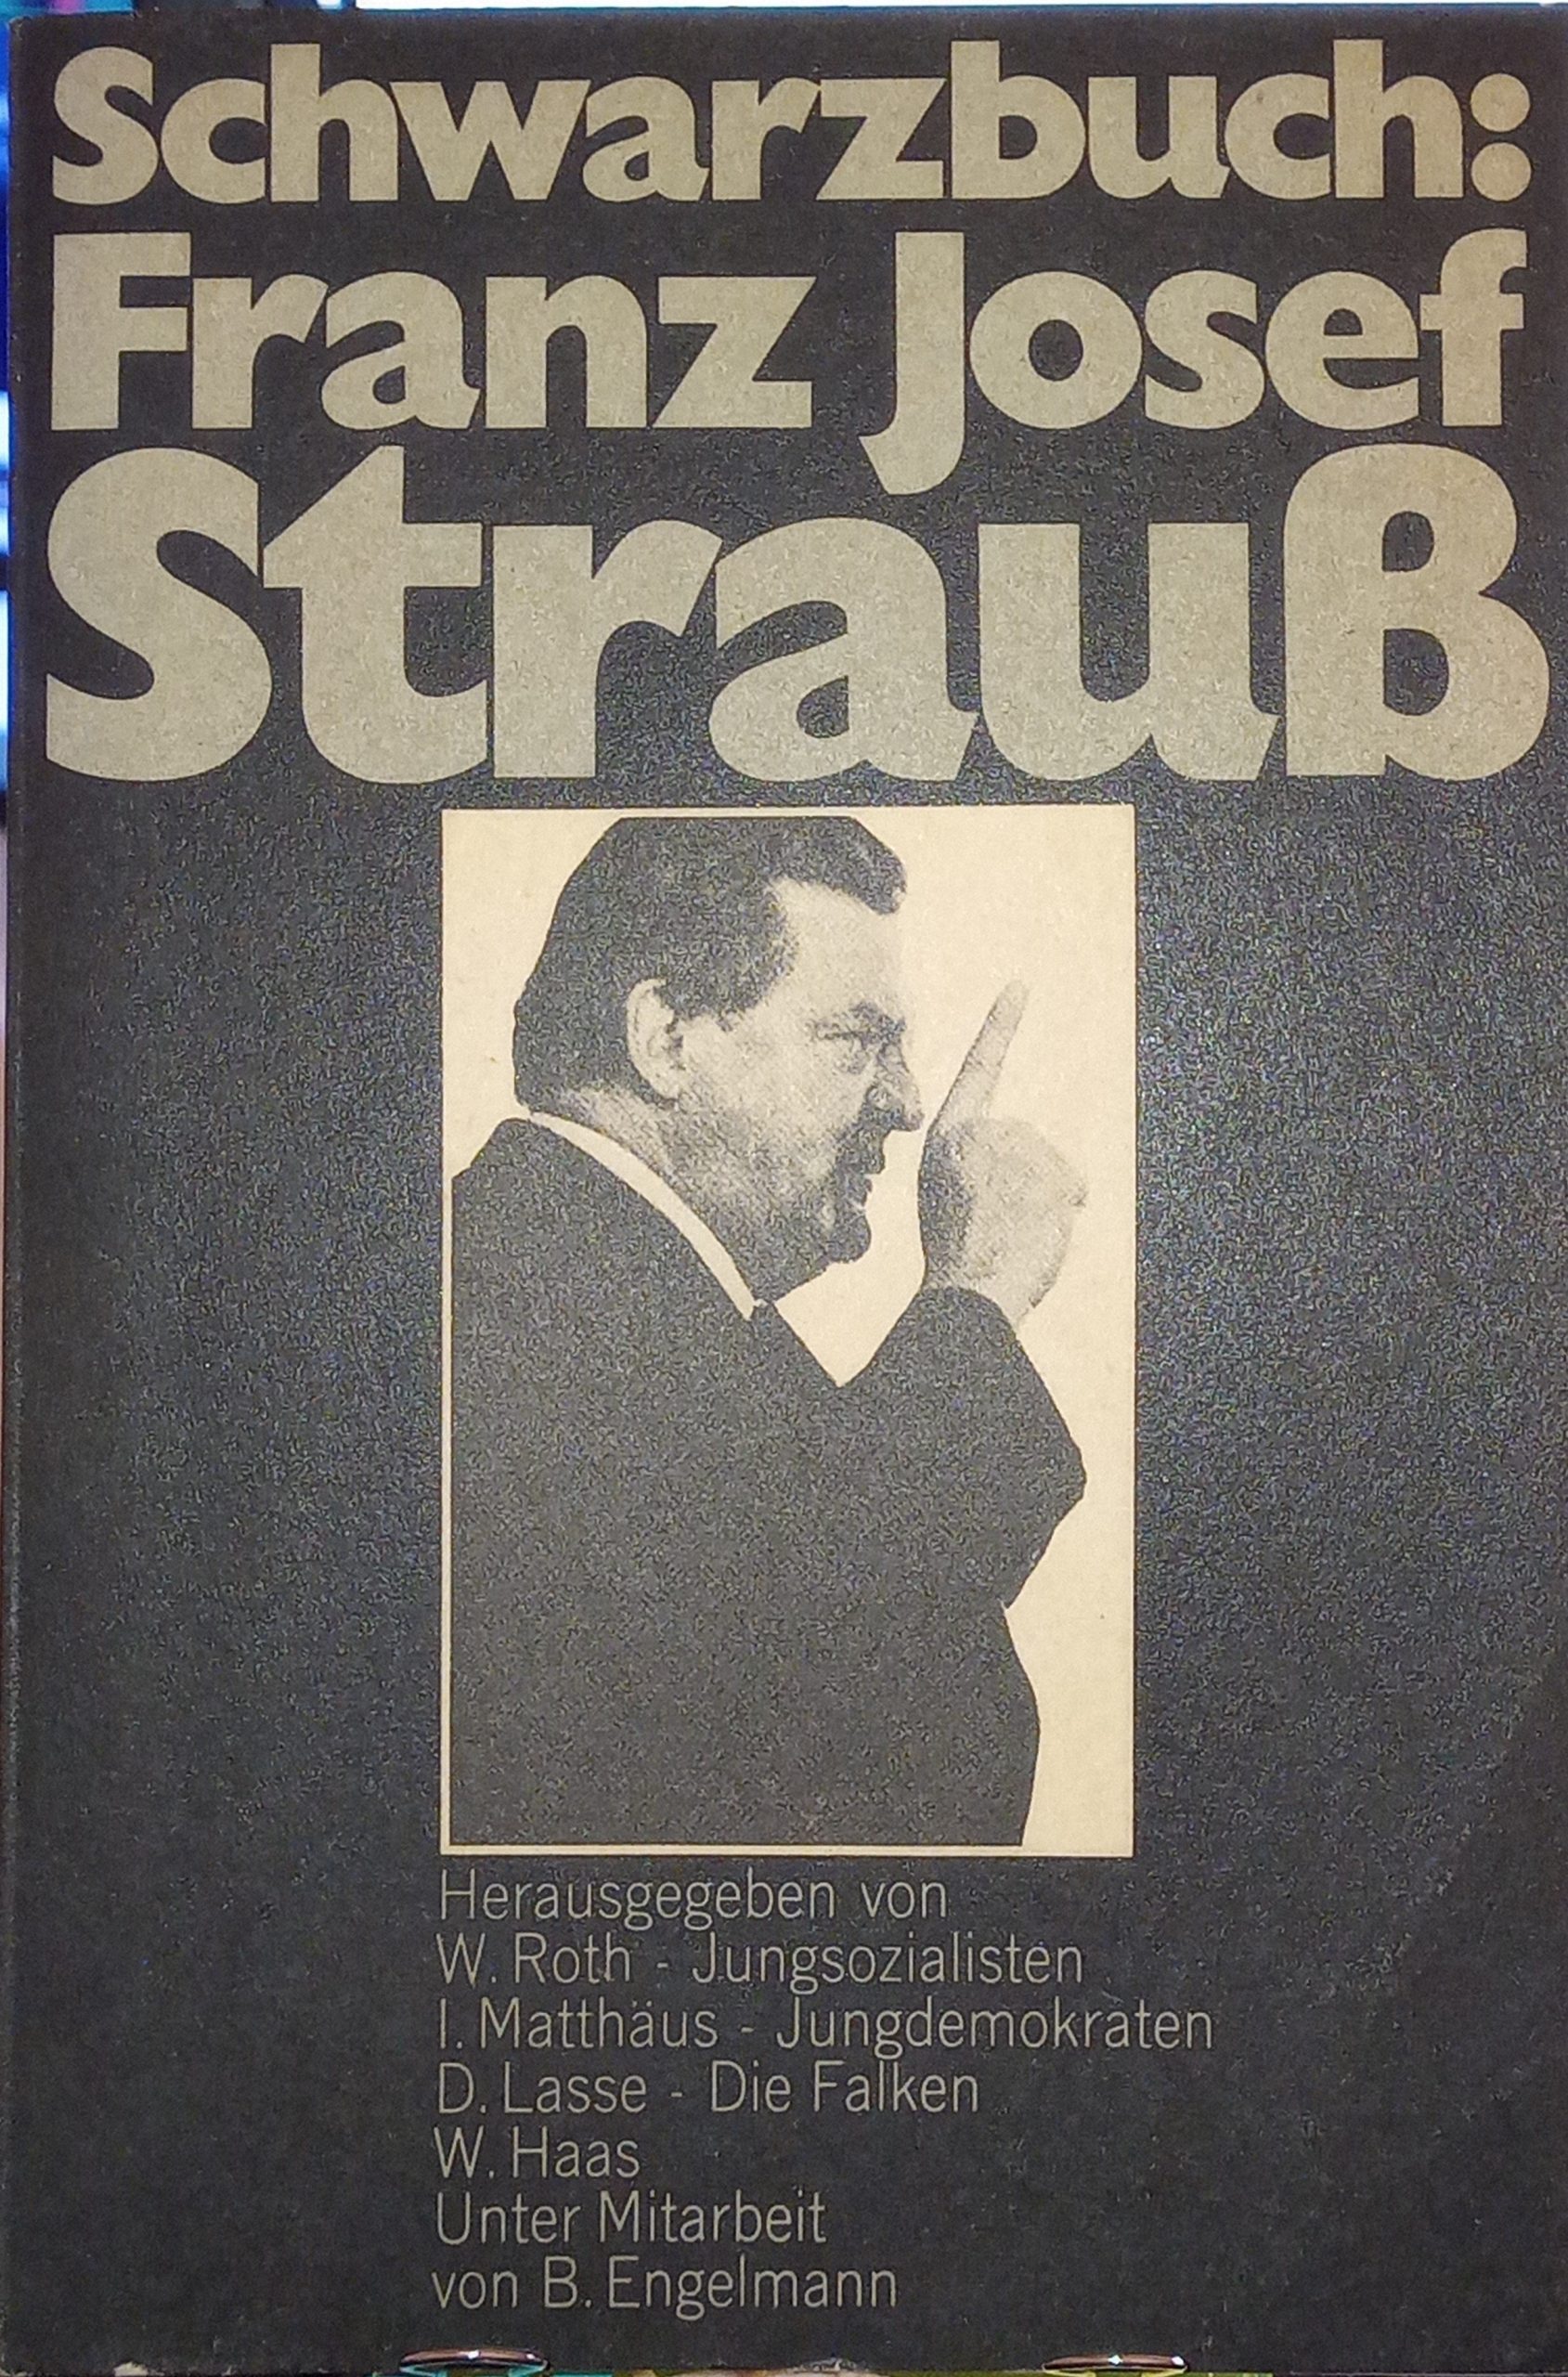 Schwarzbuch:
Franz Josef
Strauß
Herausgegeben von
W. Roth - Jungsozialisten
I. Matthäus - Jungdemokraten
D. Lasse - Die Falken
W. Haas
Unter Mitarbeit
von B. Engelmann